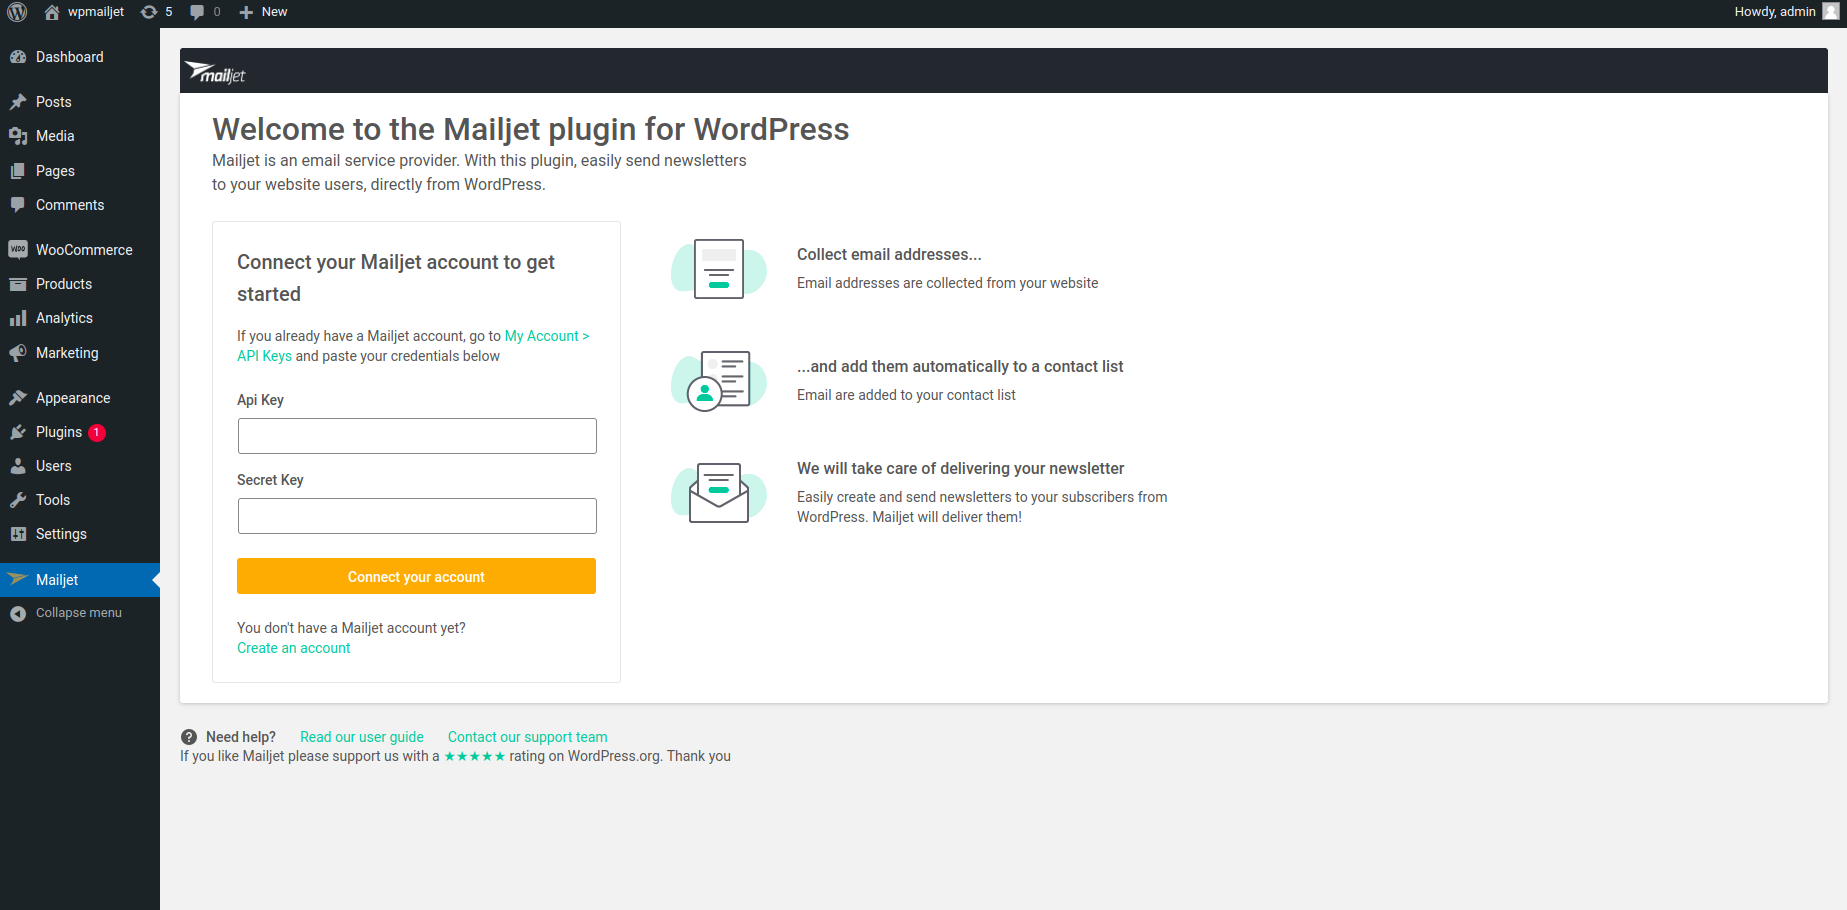 wpmailjet 5 0 New Howdy, admin
Dashboard
Posts
Media
Pages
Comments
WooCommerce
Products
Analytics
Marketing
Appearance
Plugins 1
Users
Tools
Settings
Mailjet
Collapse menu
mailjet
Welcome to the Mailjet plugin for WordPress
Mailjet is an email service provider. With this plugin, easily send newsletters
to your website users, directly from WordPress.
Connect your Mailjet account to get
started
If you already have a Mailjet account, go to My Account >
API Keys and paste your credentials below
Api Key
Secret Key
Connect your account
You don't have a Mailjet account yet?
Create an account
Collect email addresses...
Email addresses are collected from your website
...and add them automatically to a contact list
Email are added to your contact list
We will take care of delivering your newsletter
Easily create and send newsletters to your subscribers from
WordPress. Mailjet will deliver them!
Need help? Read our user guide Contact our support team
If you like Mailjet please support us with a ★★★★★ rating on WordPress.org. Thank you